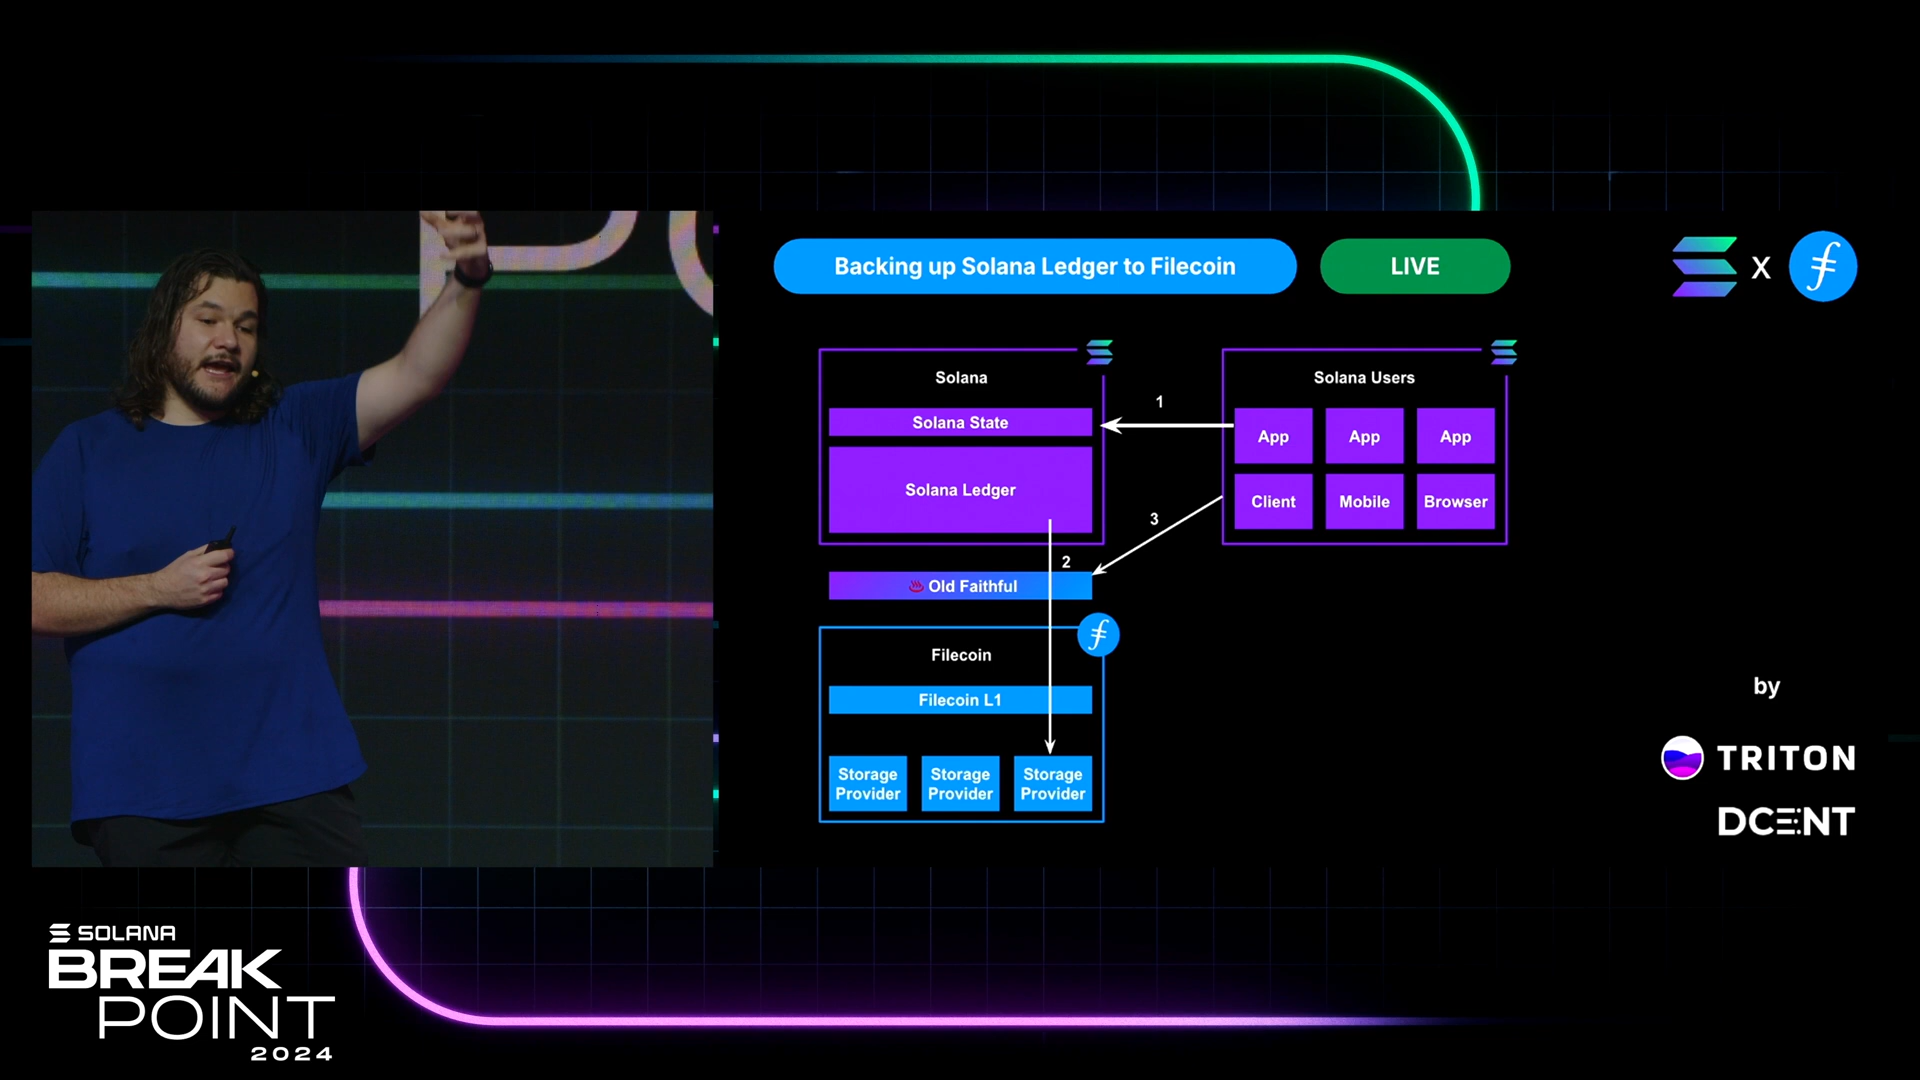 Backing up Solana Ledger to Filecoin
LIVE
X
Solana
Solana State
Solana Ledger
Solana Users
App
App
App
Client
Mobile
Browser
1
2
3
Old Faithful
Filecoin
Filecoin L1
Storage
Provider
Storage
Provider
Storage
Provider
by
TRITON
DCENT
SOLANA
BREAK
POINT
2024